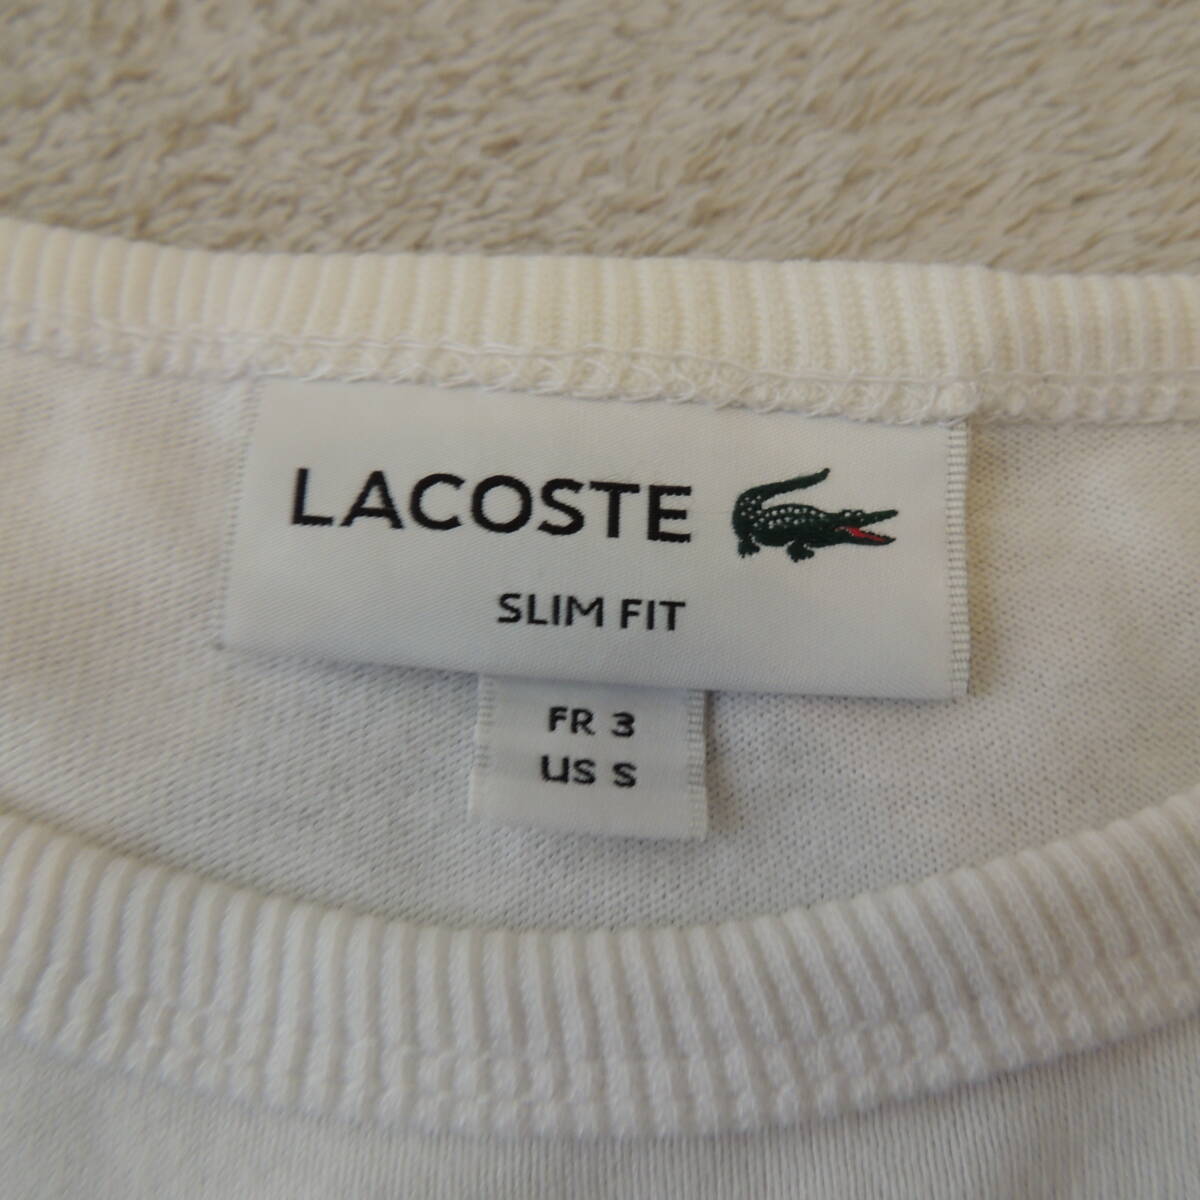 LACOSTE
SLIM FIT
FR 3
US S